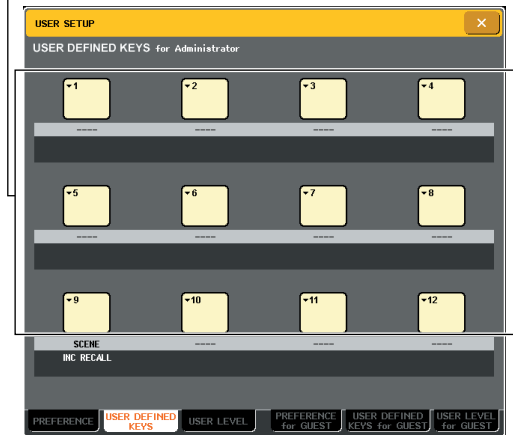 USER SETUP ×
USER DEFINED KEYS for Administrator
1 2 3 4
---- ---- ---- ----
5 6 7 8
---- ---- ---- ----
9 10 11 12
SCENE ---- ---- ----
INC RECALL
PREFERENCE USER DEFINED KEYS USER LEVEL PREFERENCE for GUEST USER DEFINED KEYS for GUEST USER LEVEL for GUEST